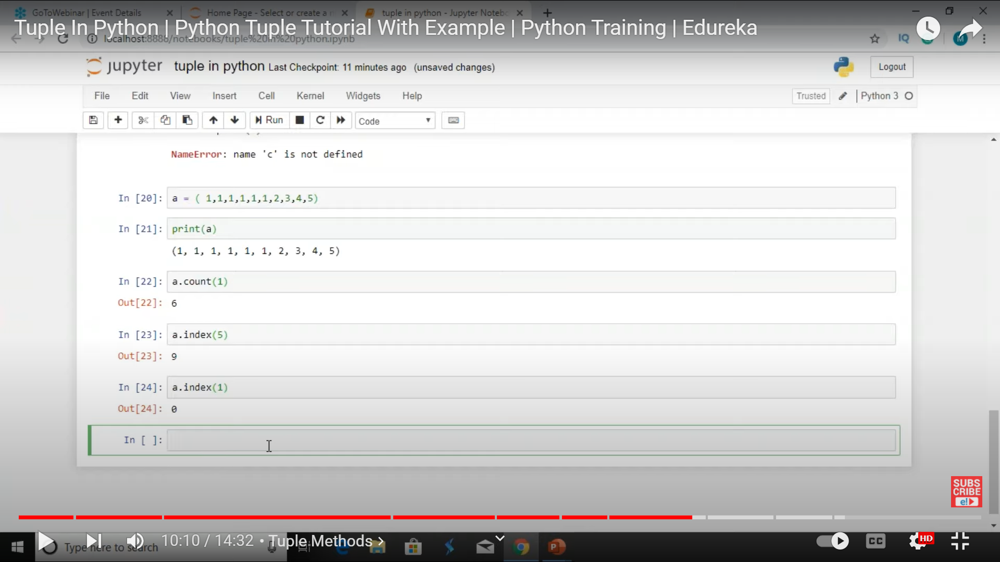 GoToWebinar | Event Details
Home Page - Select or create a n
tuple in python - Jupyter Notebo
Tuple In Python | Python Tuple Tutorial With Example | Python Training | Edureka
localhost:8888/notebooks/tuple%20in%20python.ipynb
IQ
M
jupyter tuple in python Last Checkpoint: 11 minutes ago (unsaved changes)
Logout
File Edit View Insert Cell Kernel Widgets Help
Trusted
Python 3
Run
Code
NameError: name 'c' is not defined
In [20]: a = ( 1,1,1,1,1,1,2,3,4,5)
In [21]: print(a)
(1, 1, 1, 1, 1, 1, 2, 3, 4, 5)
In [22]: a.count(1)
Out[22]: 6
In [23]: a.index(5)
Out[23]: 9
In [24]: a.index(1)
Out[24]: 0
In [ ]:
SUBS
CRIBE
e!
10:10 / 14:32 • Tuple Methods
Type here to search
P
CC
HD